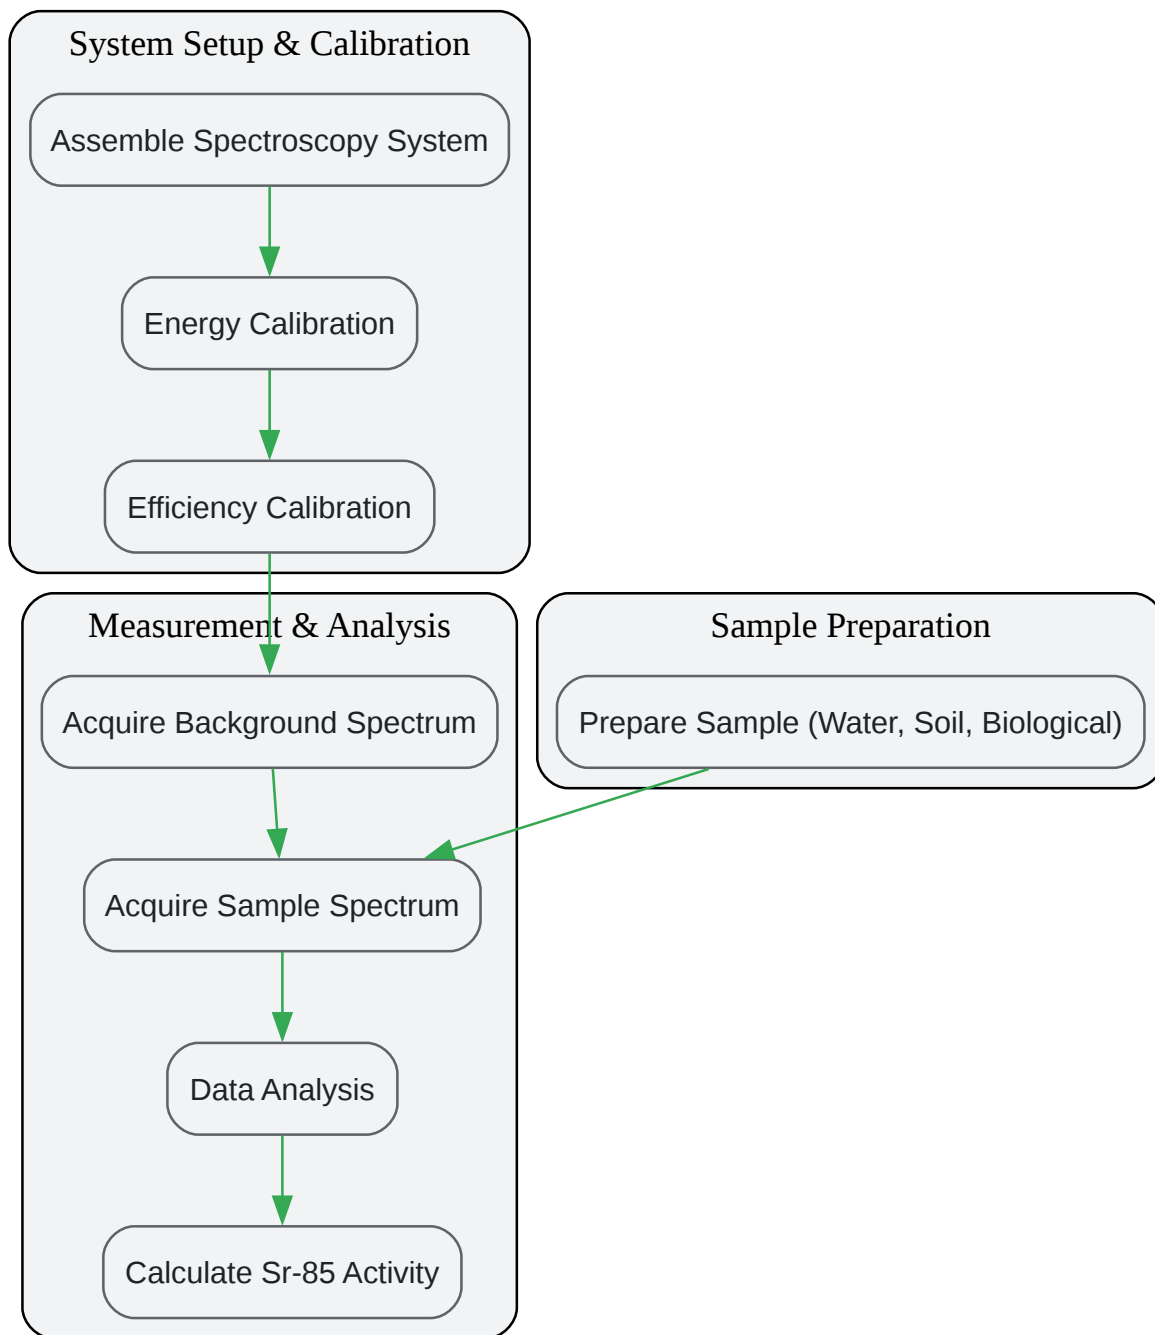 System Setup & Calibration
Assemble Spectroscopy System
Energy Calibration
Efficiency Calibration
Measurement & Analysis
Acquire Background Spectrum
Sample Preparation
Prepare Sample (Water, Soil, Biological)
Acquire Sample Spectrum
Data Analysis
Calculate Sr-85 Activity